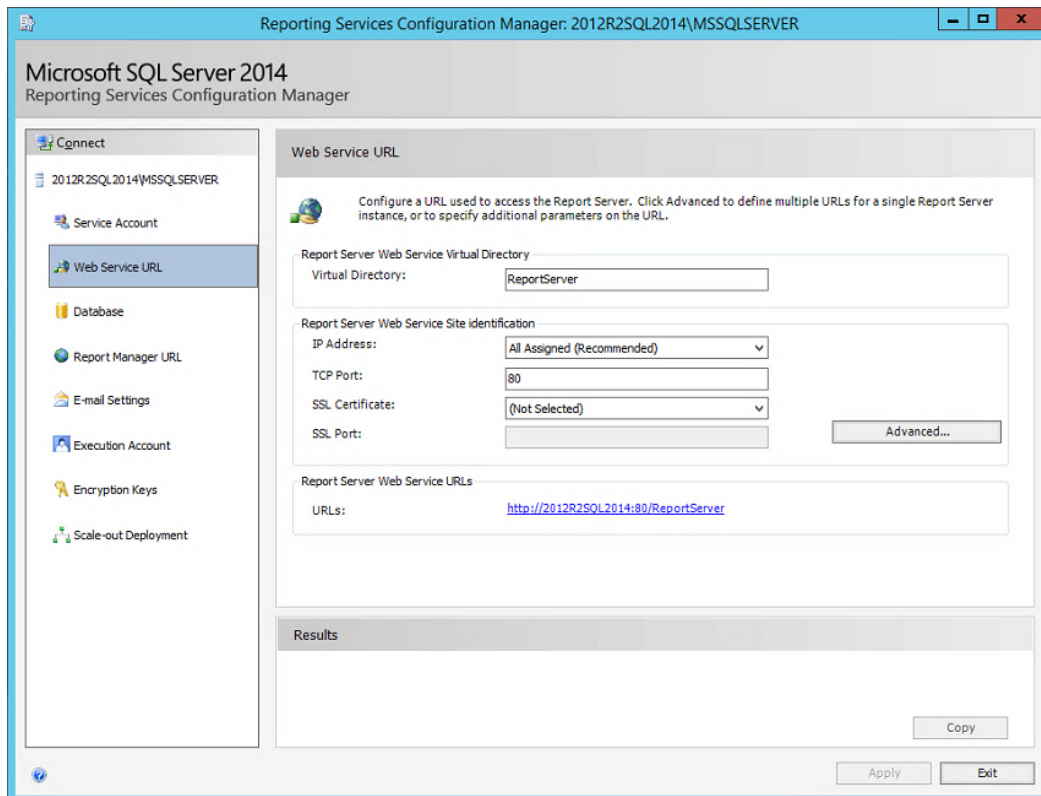 Reporting Services Configuration Manager: 2012R2SQL2014\MSSQLSERVER
Microsoft SQL Server 2014
Reporting Services Configuration Manager
Connect
2012R2SQL2014\MSSQLSERVER
Service Account
Web Service URL
Database
Report Manager URL
E-mail Settings
Execution Account
Encryption Keys
Scale-out Deployment
Web Service URL
Configure a URL used to access the Report Server. Click Advanced to define multiple URLs for a single Report Server
instance, or to specify additional parameters on the URL.
Report Server Web Service Virtual Directory
Virtual Directory: ReportServer
Report Server Web Service Site identification
IP Address: All Assigned (Recommended)
TCP Port: 80
SSL Certificate: (Not Selected)
SSL Port:
Advanced...
Report Server Web Service URLs
URLs: http://2012R2SQL2014:80/ReportServer
Results
Copy
Apply Exit